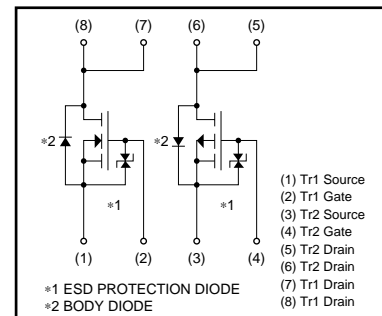 (8) (7) (6) (5)
∗2 ∗2
∗1 ∗1
(1) (2) (3) (4)
(1) Tr1 Source
(2) Tr1 Gate
(3) Tr2 Source
(4) Tr2 Gate
(5) Tr2 Drain
(6) Tr2 Drain
(7) Tr1 Drain
(8) Tr1 Drain
∗1 ESD PROTECTION DIODE
∗2 BODY DIODE